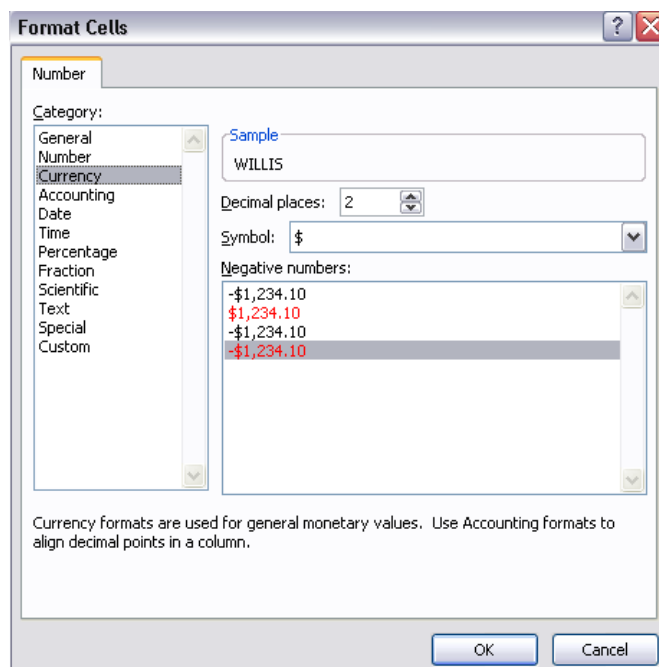 Format Cells
Number
Category:
General
Number
Currency
Accounting
Date
Time
Percentage
Fraction
Scientific
Text
Special
Custom
Sample
WILLIS
Decimal places: 2
Symbol: $
Negative numbers:
-$1,234.10
$1,234.10
-$1,234.10
-$1,234.10
Currency formats are used for general monetary values.  Use Accounting formats to
align decimal points in a column.
OK Cancel